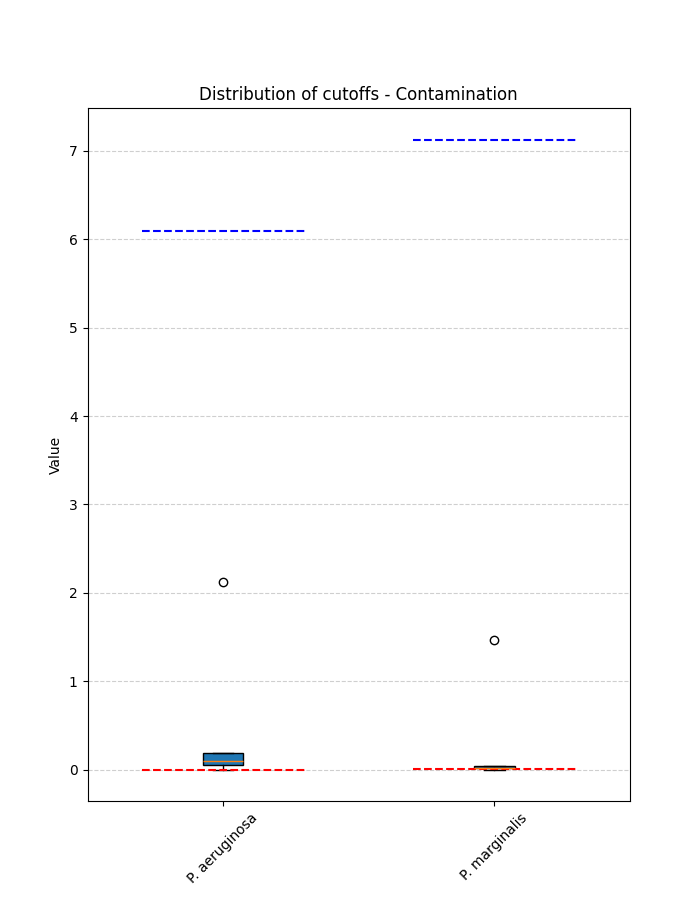 Distribution of cutoffs - Contamination
7
6
5
4
3
2
1
0
Value
P. aeruginosa
P. marginalis